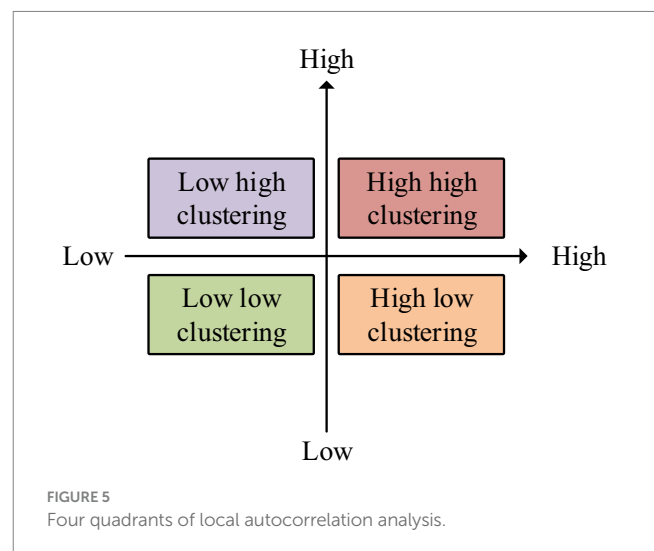 High
Low high
clustering
High high
clustering
Low
High
Low low
clustering
High low
clustering
Low
FIGURE 5
Four quadrants of local autocorrelation analysis.